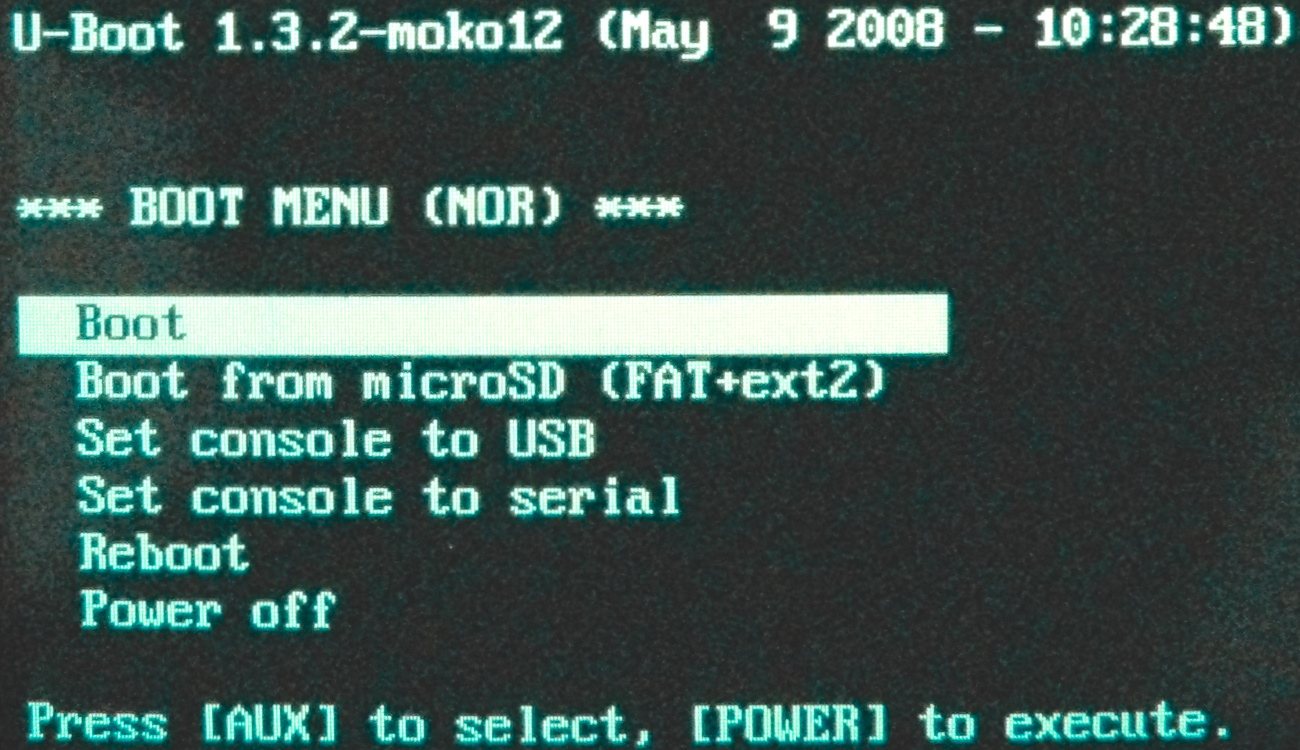 U-Boot 1.3.2-moko12 (May  9 2008 - 10:28:48)
*** BOOT MENU (NOR) ***
Boot
Boot from microSD (FAT+ext2)
Set console to USB
Set console to serial
Reboot
Power off
Press [AUX] to select, [POWER] to execute.